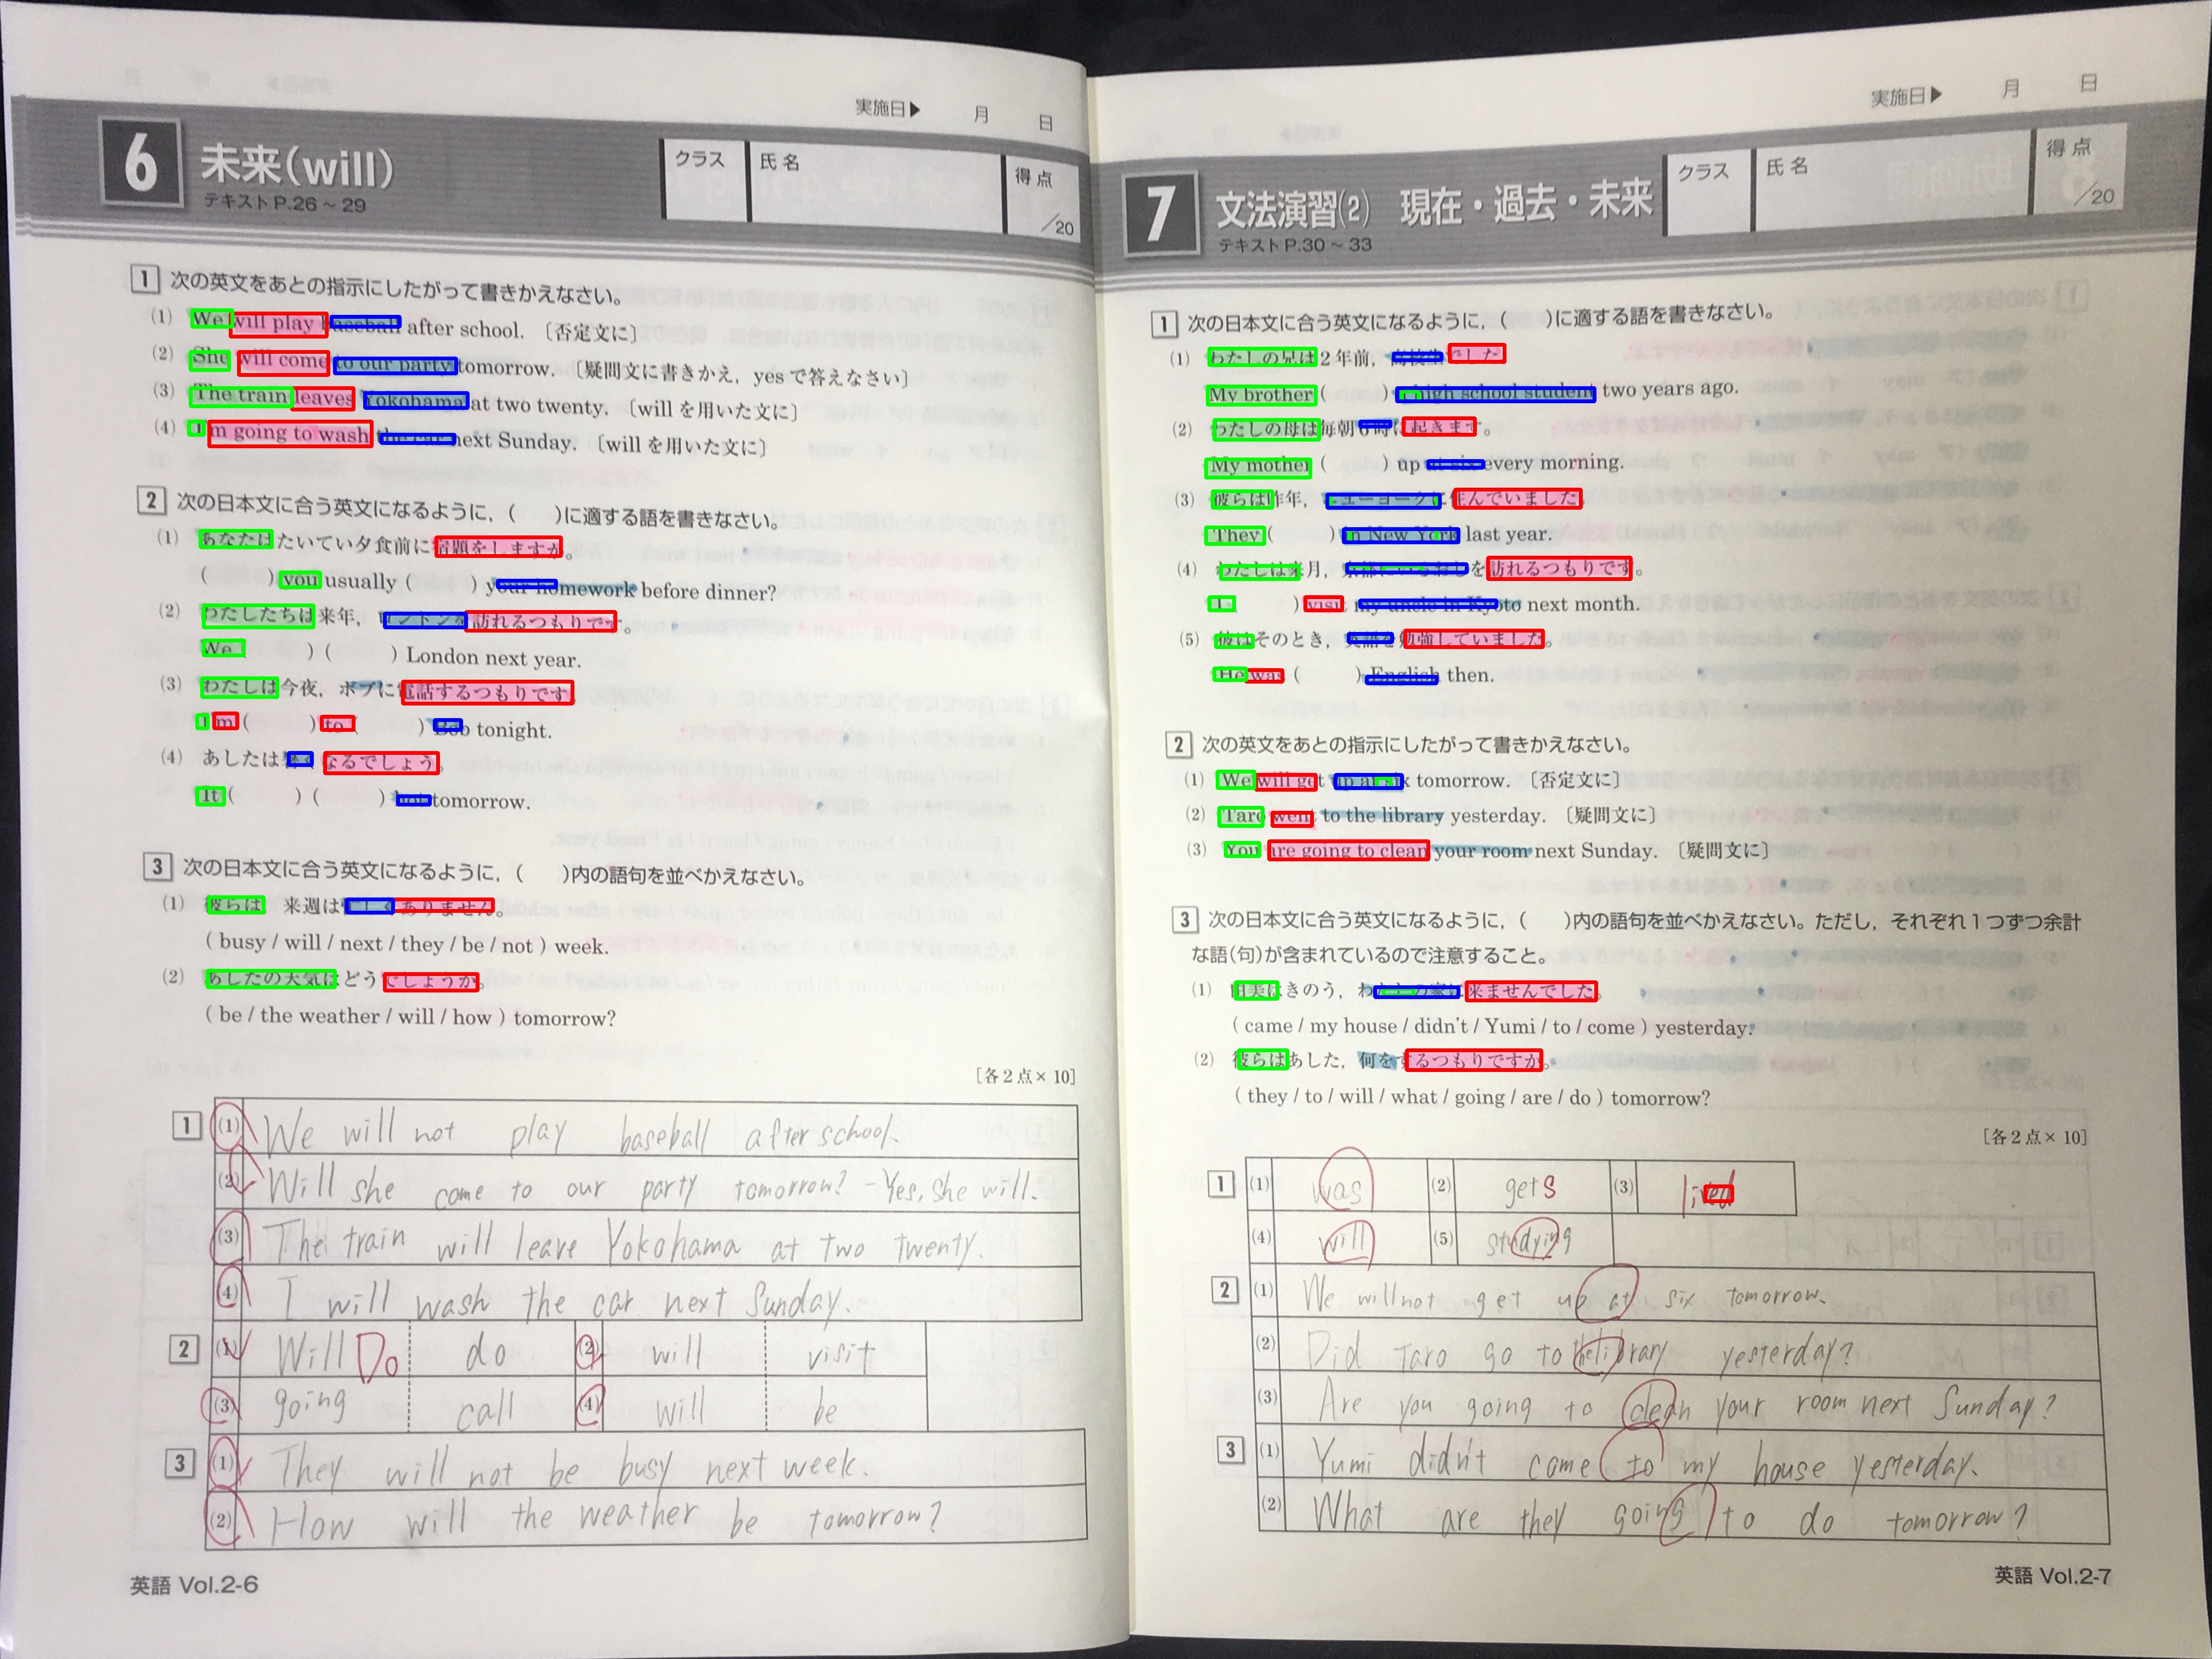 実施日▶ 月 日
6 未来(will)
テキストP.26～29
クラス 氏名 得点 /20
1 次の英文をあとの指示にしたがって書きかえなさい。
(1) We will play baseball after school. 〔否定文に〕
(2) She will come to our party tomorrow. 〔疑問文に書きかえ，yesで答えなさい〕
(3) The train leaves Yokohama at two twenty. 〔willを用いた文に〕
(4) I'm going to wash the car next Sunday. 〔willを用いた文に〕
2 次の日本文に合う英文になるように，( )に適する語を書きなさい。
(1) あなたはたいてい夕食前に宿題をしますか。
( ) you usually ( ) your homework before dinner?
(2) わたしたちは来年，ロンドンを訪れるつもりです。
We ( ) ( ) London next year.
(3) わたしは今夜，ボブに電話するつもりです
I'm ( ) to ( ) Bob tonight.
(4) あしたは暑くなるでしょう。
It ( ) ( ) hot tomorrow.
3 次の日本文に合う英文になるように，( )内の語句を並べかえなさい。
(1) 彼らは 来週は忙しくありません。
( busy / will / next / they / be / not ) week.
(2) あしたの天気はどうでしょうか。
( be / the weather / will / how ) tomorrow?
[各2点×10]
1 (1) We will not play baseball after school.
(2) Will she come to our party tomorrow? - Yes, she will.
(3) The train will leave Yokohama at two twenty.
(4) I will wash the car next Sunday.
2 (1) Will Do do (2) will visit
(3) going call (4) will be
3 (1) They will not be busy next week.
(2) How will the weather be tomorrow?
英語 Vol.2-6
実施日▶ 月 日
7 文法演習(2) 現在・過去・未来
テキストP.30～33
クラス 氏名 得点 /20
1 次の日本文に合う英文になるように，( )に適する語を書きなさい。
(1) わたしの兄は2年前，高校生でした
My brother ( ) a high school student two years ago.
(2) わたしの母は毎朝6時に起きます。
My mother ( ) up at six every morning.
(3) 彼らは昨年，ニューヨークに住んでいました
They ( ) in New York last year.
(4) わたしは来月，京都にいるおじを訪れるつもりです。
I ) visit my uncle in Kyoto next month.
(5) 彼はそのとき，英語を勉強していました。
He was ( ) English then.
2 次の英文をあとの指示にしたがって書きかえなさい。
(1) We will get up at six tomorrow. 〔否定文に〕
(2) Taro went to the library yesterday. 〔疑問文に〕
(3) You are going to clean your room next Sunday. 〔疑問文に〕
3 次の日本文に合う英文になるように，( )内の語句を並べかえなさい。ただし，それぞれ1つずつ余計
な語(句)が含まれているので注意すること。
(1) 由美はきのう，わたしの家に来ませんでした。
( came / my house / didn't / Yumi / to / come ) yesterday.
(2) 彼らはあした，何をするつもりですか。
( they / to / will / what / going / are / do ) tomorrow?
[各2点×10]
1 (1) was (2) gets (3) lived
(4) will (5) studying
2 (1) We will not get up at six tomorrow.
(2) Did Taro go to the library yesterday?
(3) Are you going to clean your room next Sunday?
3 (1) Yumi didn't come to my house yesterday.
(2) What are they going to do tomorrow?
英語 Vol.2-7